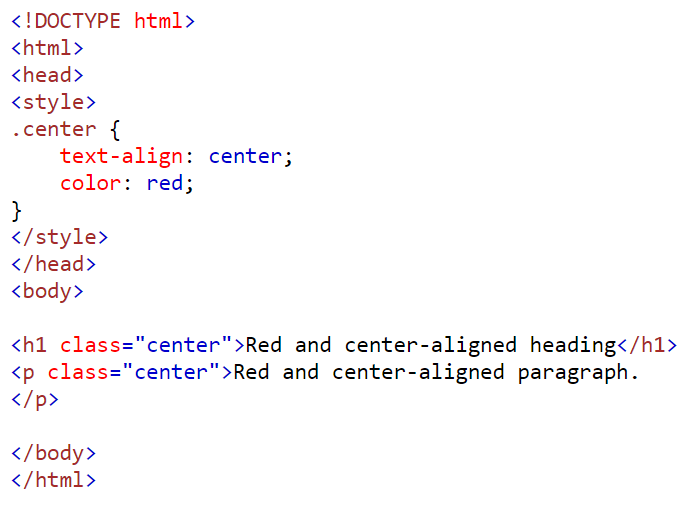 <!DOCTYPE html>
<html>
<head>
<style>
.center {
    text-align: center;
    color: red;
}
</style>
</head>
<body>

<h1 class="center">Red and center-aligned heading</h1>
<p class="center">Red and center-aligned paragraph.
</p>

</body>
</html>